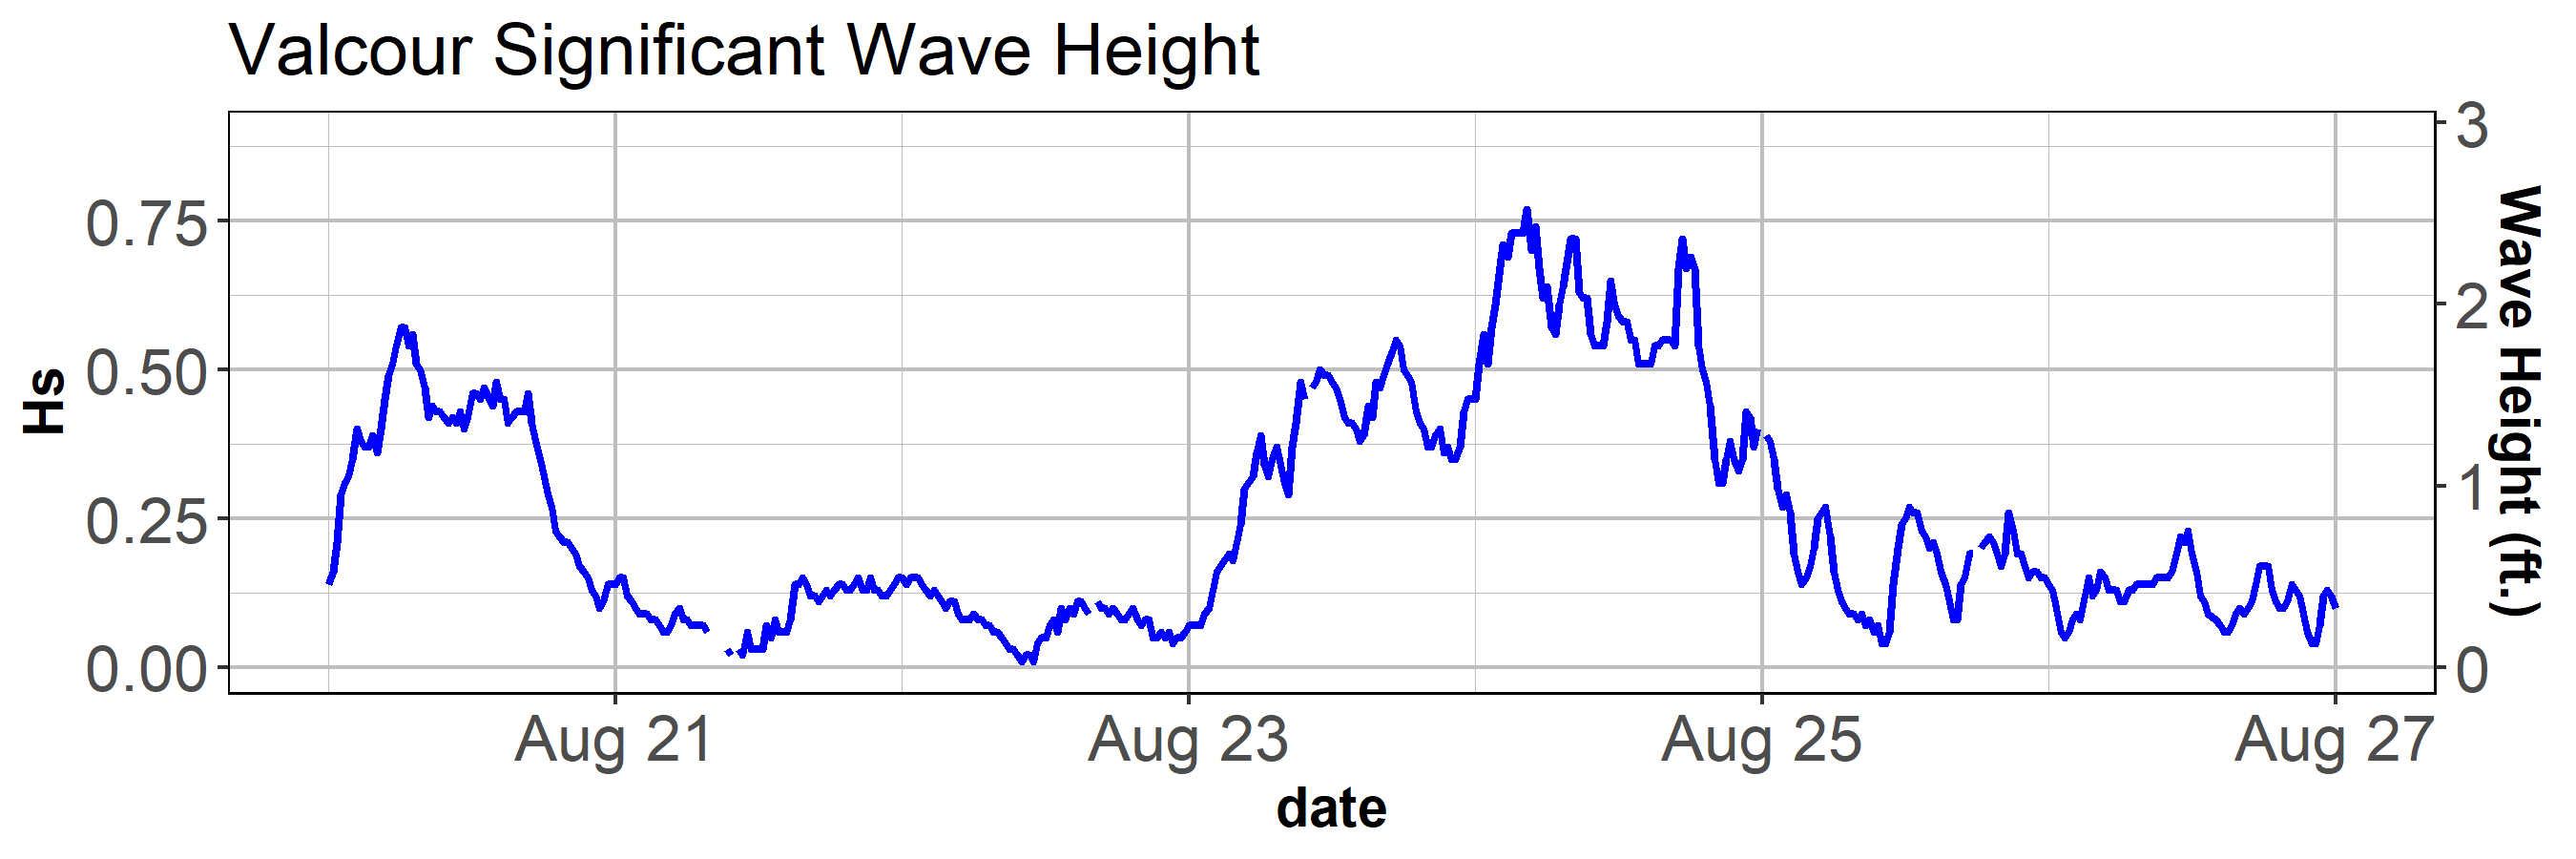 Valcour Significant Wave Height
Hs
0.75
0.50
0.25
0.00
3
2
1
0
Wave Height (ft.)
Aug 21
Aug 23
Aug 25
Aug 27
date